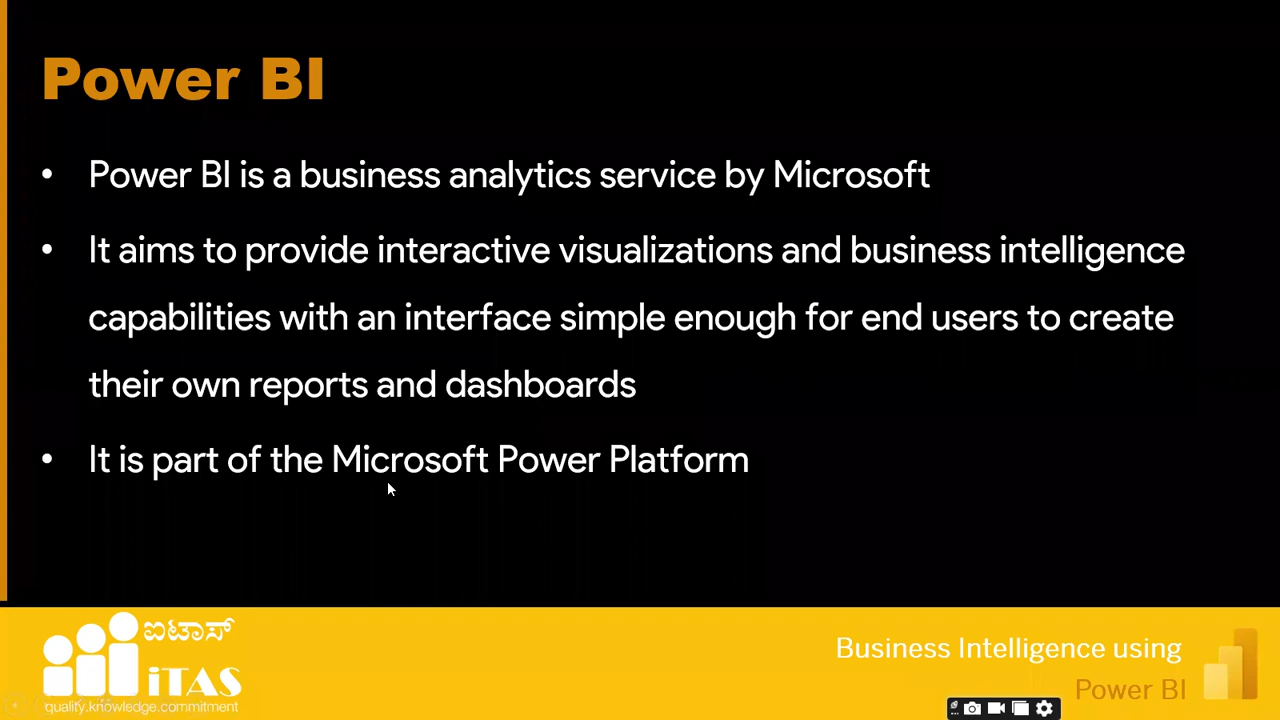 Power BI
• Power BI is a business analytics service by Microsoft
• It aims to provide interactive visualizations and business intelligence
capabilities with an interface simple enough for end users to create
their own reports and dashboards
• It is part of the Microsoft Power Platform
ಐಟಾಸ್
iTAS
quality.knowledge.commitment
Business Intelligence using
Power BI